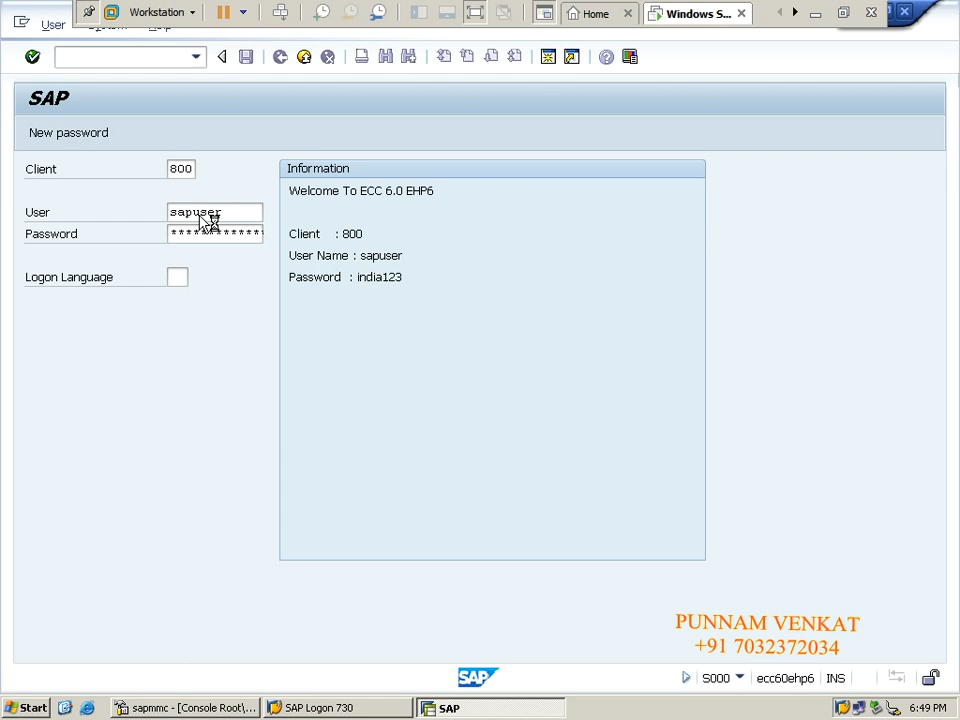 Workstation
Home
Windows S...
User
SAP
New password
Client
800
Information
Welcome To ECC 6.0 EHP6
User
sapuser
Password
************
Client : 800
User Name : sapuser
Password : india123
Logon Language
PUNNAM VENKAT
+91 7032372034
SAP
S000
ecc60ehp6
INS
Start
sapmmc - [Console Root\...
SAP Logon 730
SAP
6:49 PM